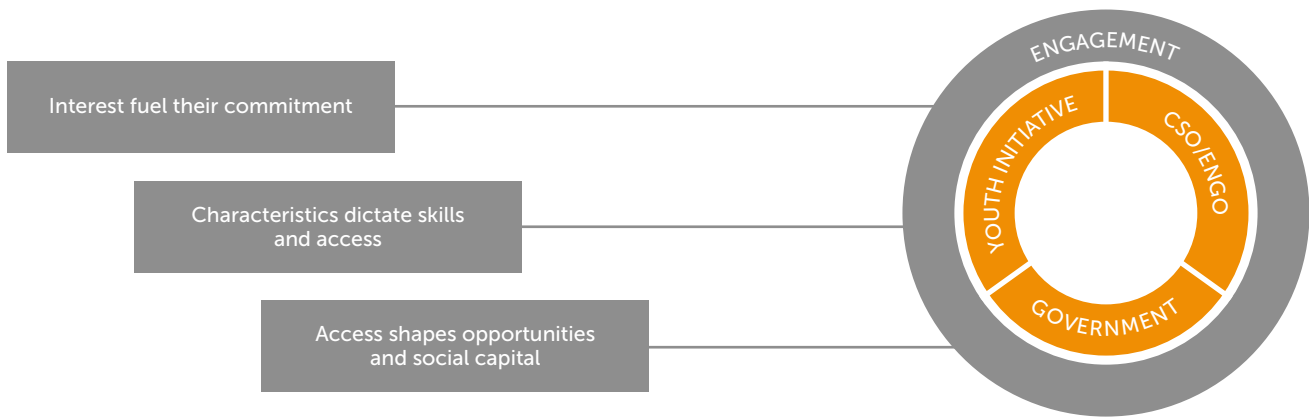 Interest fuel their commitment
Characteristics dictate skills
and access
Access shapes opportunities
and social capital
ENGAGEMENT
YOUTH INITIATIVE
CSO/ENGO
GOVERNMENT